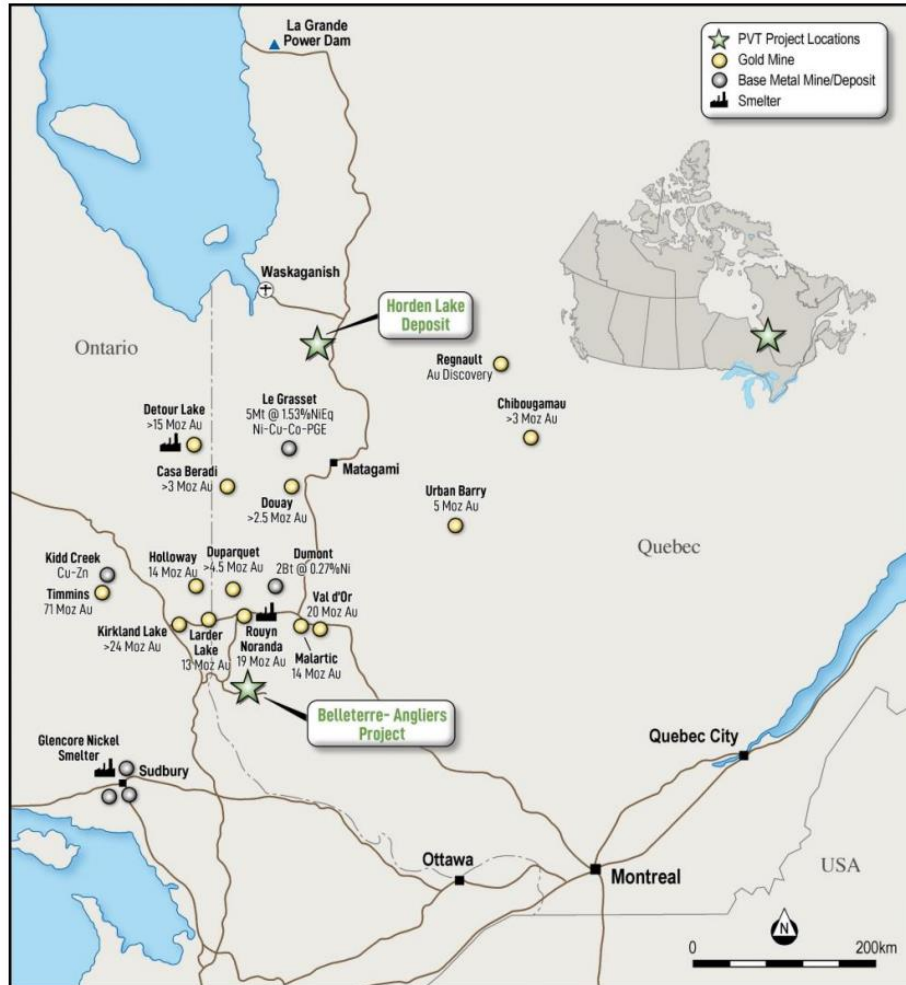 La Grande
Power Dam
PVT Project Locations
Gold Mine
Base Metal Mine/Deposit
Smelter
Waskaganish
Horden Lake
Deposit
Ontario
Regnault
Au Discovery
Le Grasset
5Mt @ 1.53%NiEq
Ni-Cu-Co-PGE
Detour Lake
>15 Moz Au
Chibougamau
>3 Moz Au
Matagami
Casa Beradi
>3 Moz Au
Douay
>2.5 Moz Au
Urban Barry
5 Moz Au
Quebec
Kidd Creek
Cu-Zn
Timmins
71 Moz Au
Holloway
14 Moz Au
Duparquet
>4.5 Moz Au
Dumont
2Bt @ 0.27%Ni
Val d'Or
20 Moz Au
Kirkland Lake
>24 Moz Au
Larder
Lake
13 Moz Au
Rouyn
Noranda
19 Moz Au
Malartic
14 Moz Au
Belleterre- Angliers
Project
Glencore Nickel
Smelter
Sudbury
Quebec City
Ottawa
Montreal
USA
N
0
200km